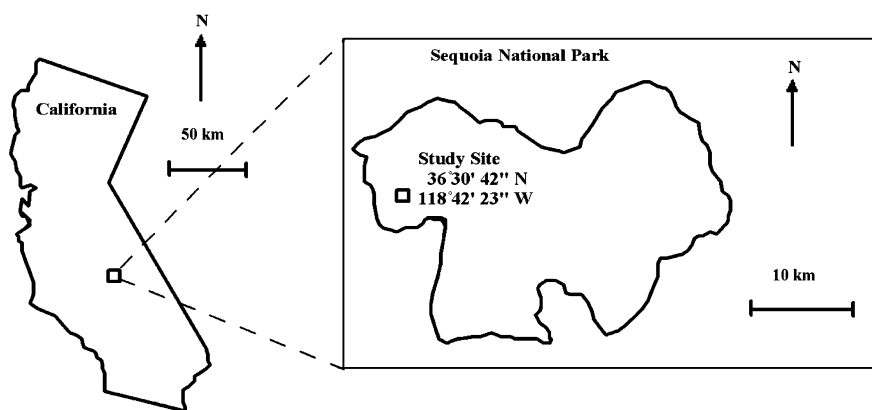 N
California
50 km
Sequoia National Park
N
Study Site
36°30' 42" N
118°42' 23" W
10 km